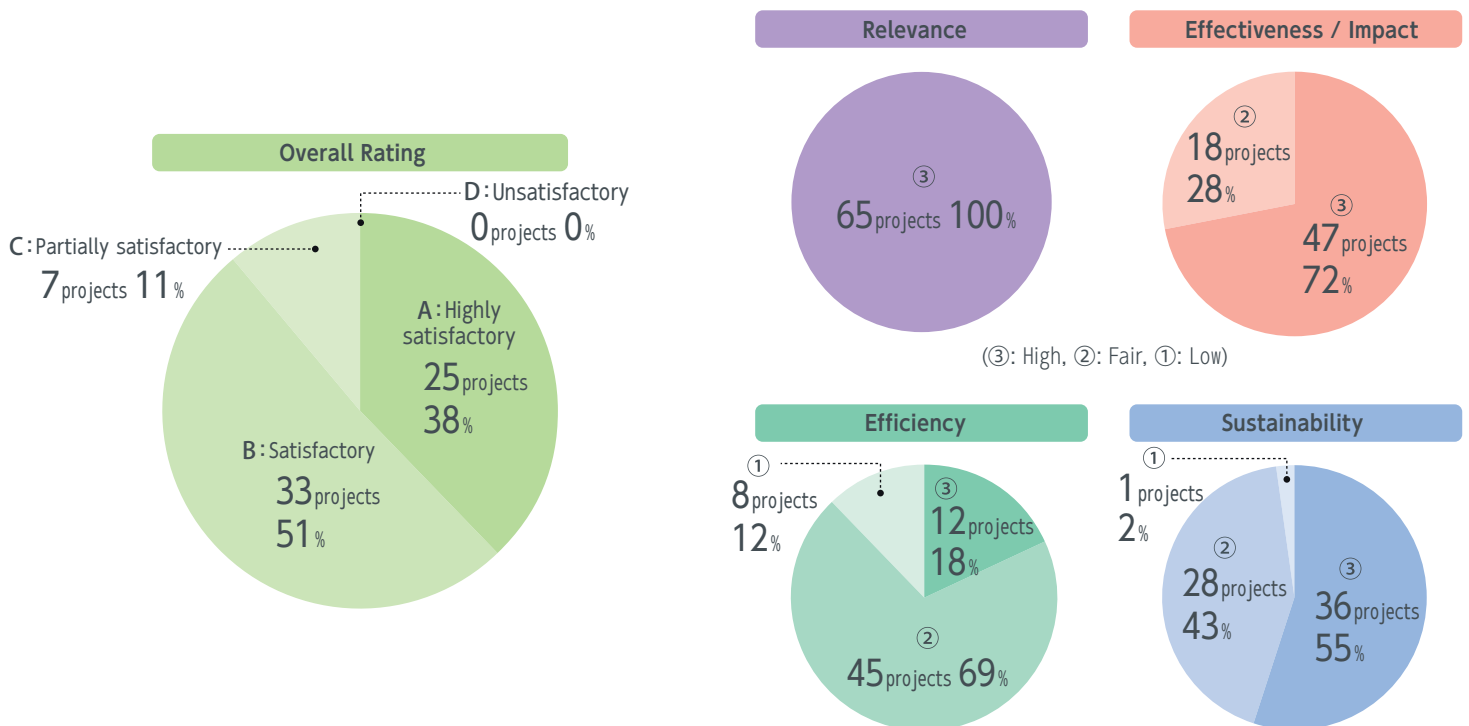 Overall Rating
D:Unsatisfactory
0projects 0%
C:Partially satisfactory
7projects 11%
A:Highly
satisfactory
25projects
38%
B:Satisfactory
33projects
51%
Relevance
③
65projects 100%
Effectiveness / Impact
②
18projects
28%
③
47projects
72%
(③: High, ②: Fair, ①: Low)
Efficiency
①
8projects
12%
③
12projects
18%
②
45projects 69%
Sustainability
①
1projects
2%
②
28projects
43%
③
36projects
55%